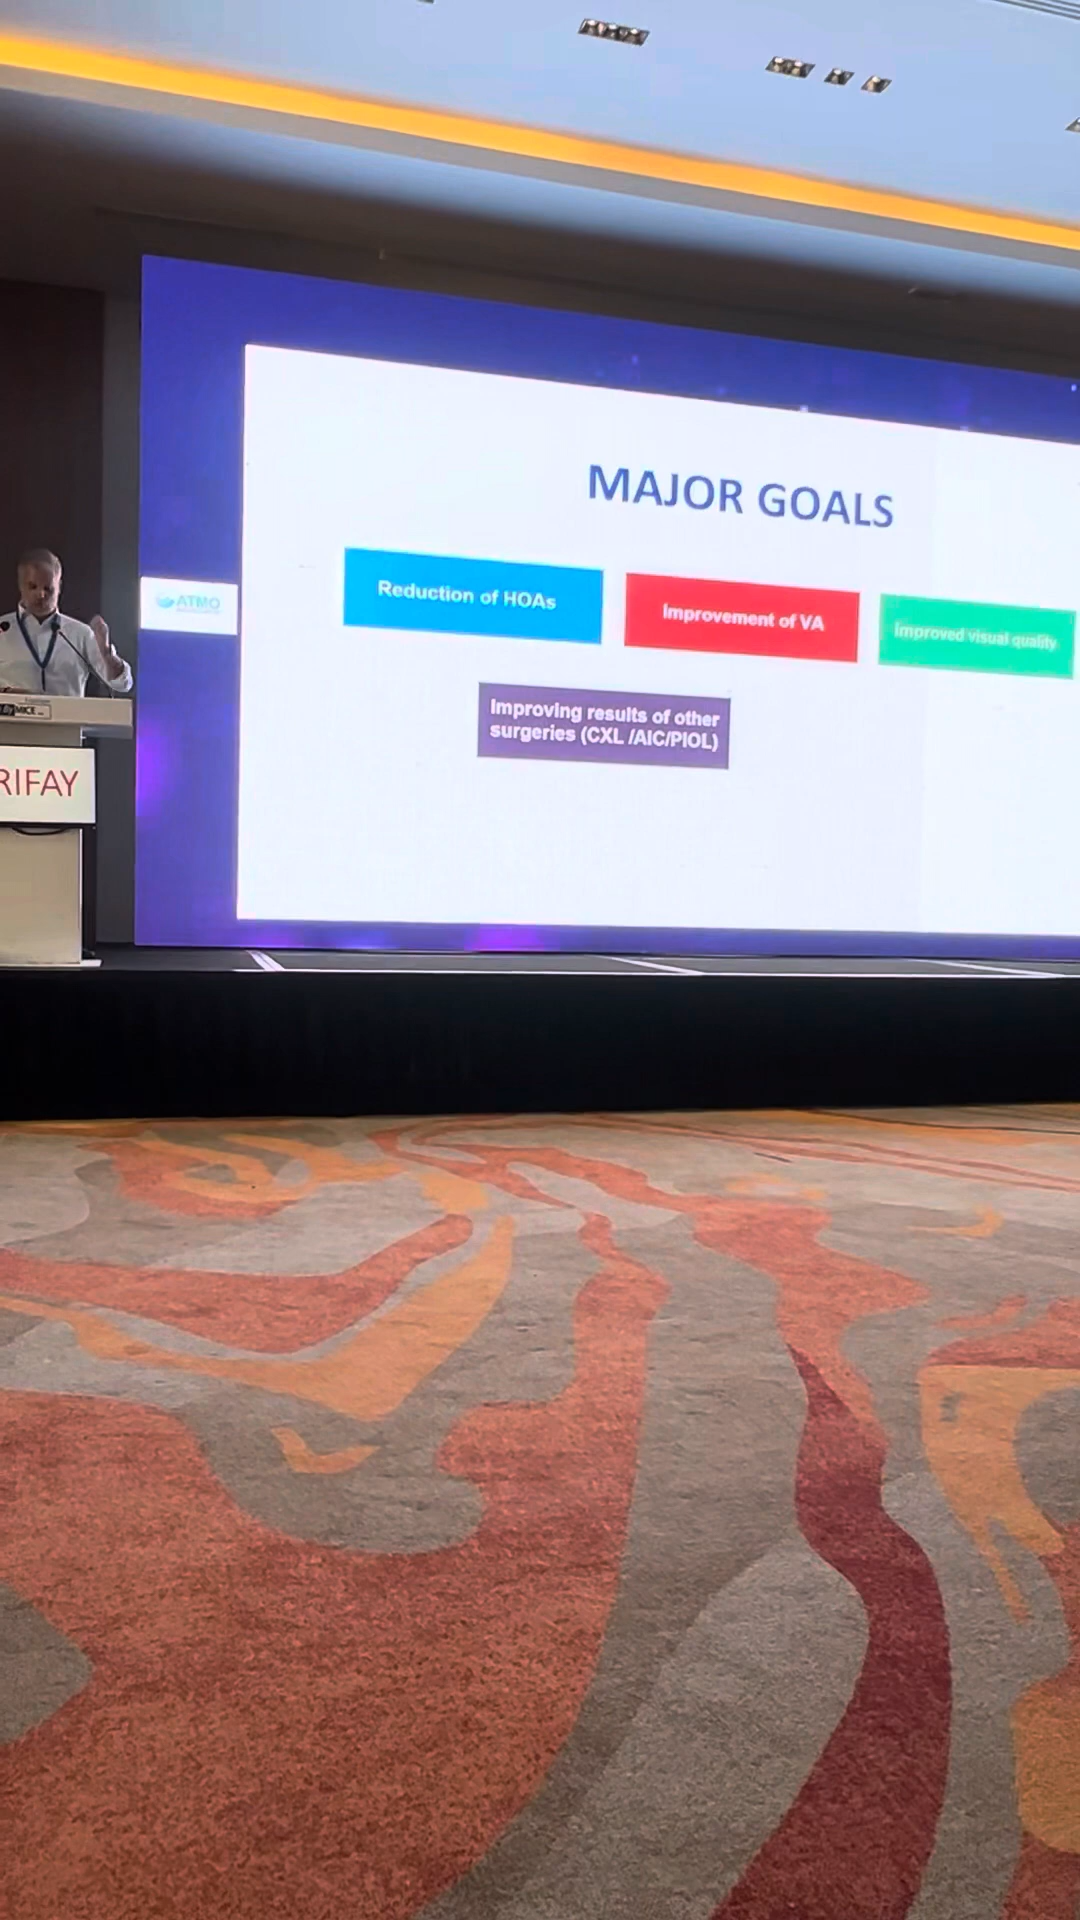 MAJOR GOALS
Reduction of HOAs
Improvement of VA
Improved visual quality
Improving results of other
surgeries (CXL /AIC/PIOL)
ATMO
MICE
RIFAY